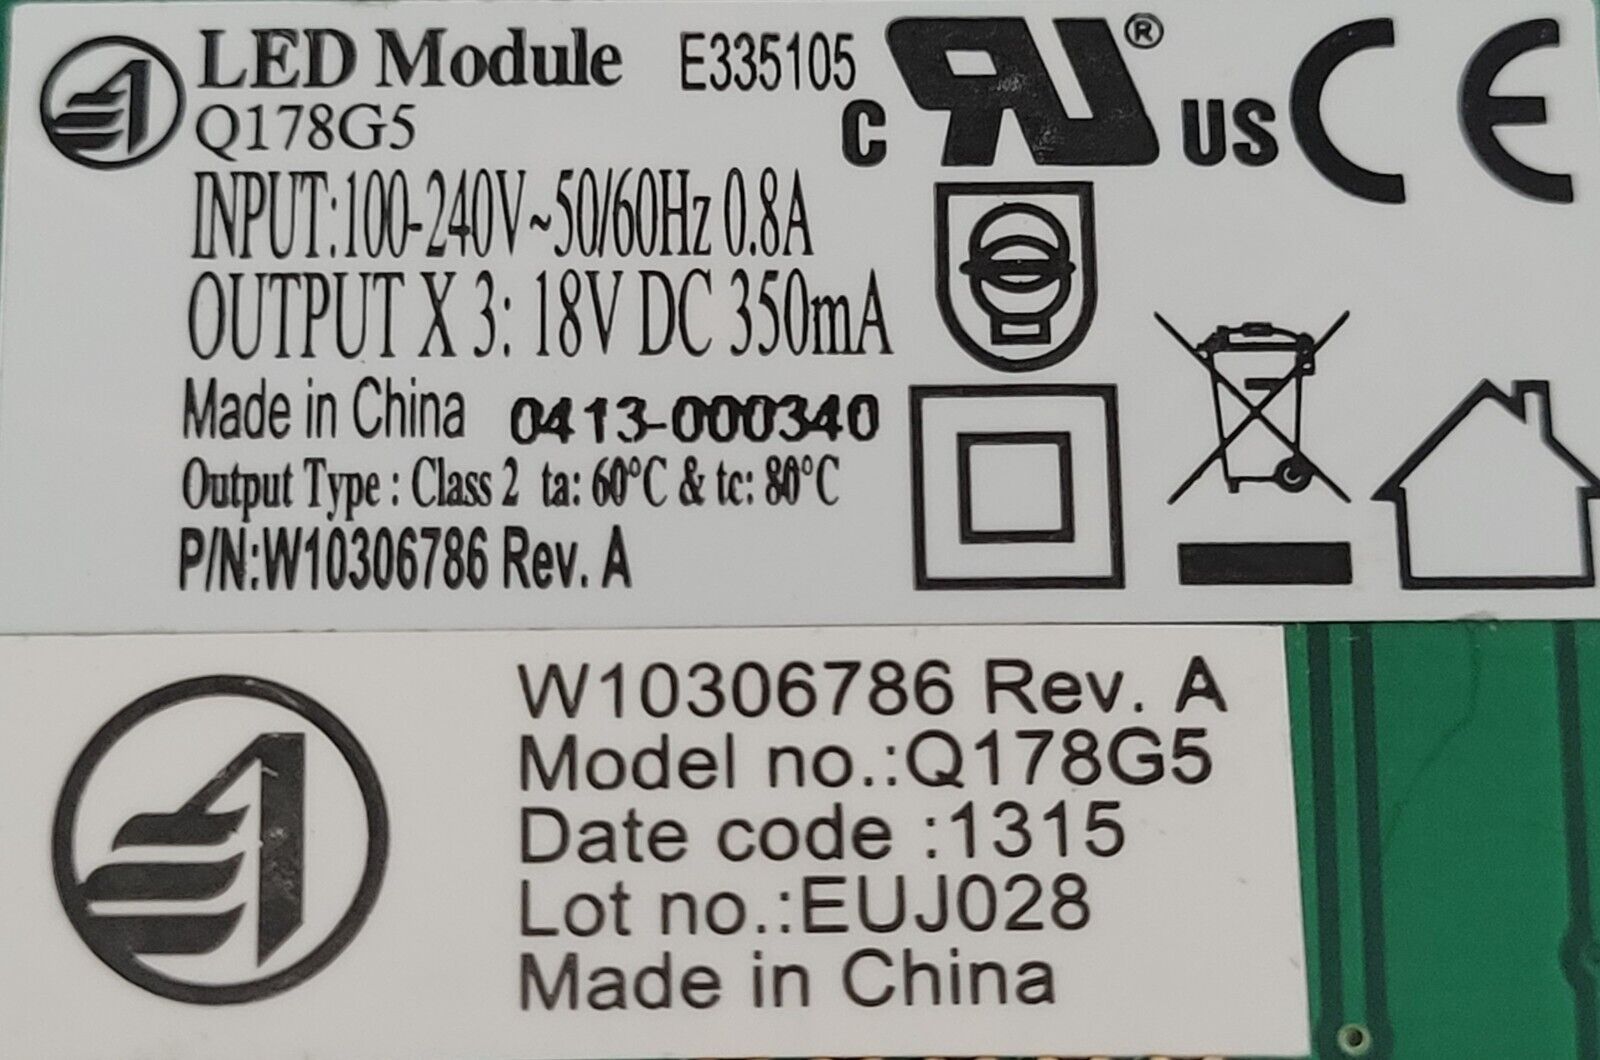 LED Module E335105
Q178G5
c RU ® US CE
INPUT:100-240V~50/60Hz 0.8A
OUTPUT X 3: 18V DC 350mA
Made in China 0413-000340
Output Type : Class 2 ta: 60°C & tc: 80°C
P/N:W10306786 Rev. A
W10306786 Rev. A
Model no.:Q178G5
Date code :1315
Lot no.:EUJ028
Made in China